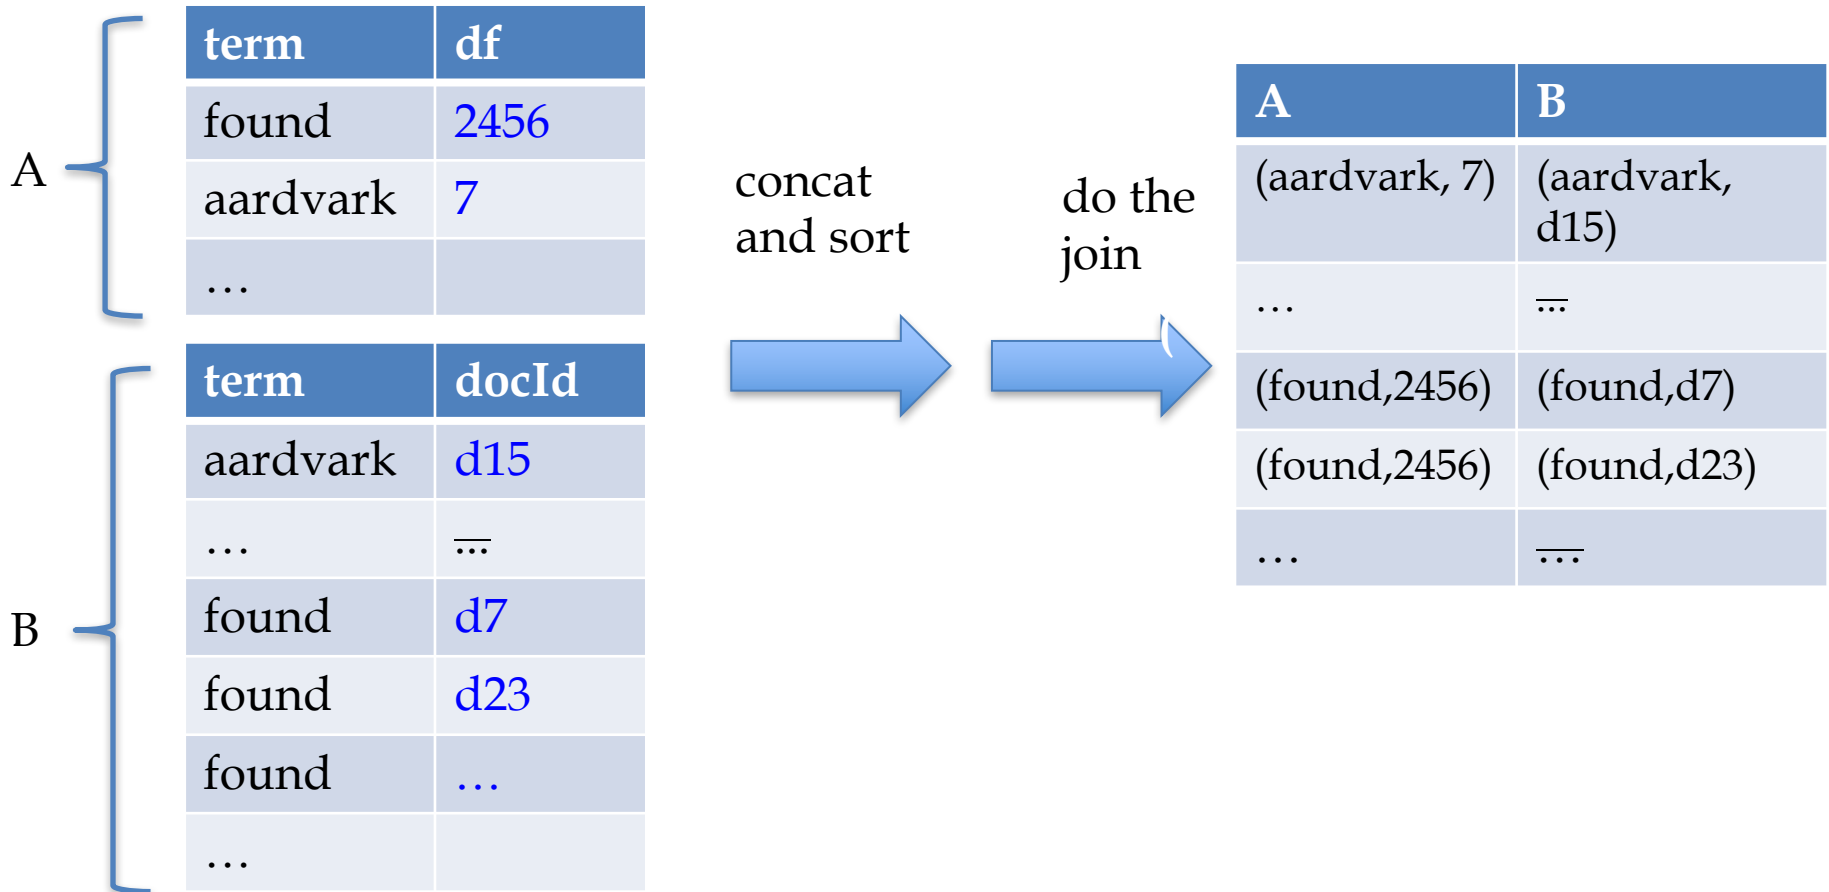 A
term df
found 2456
aardvark 7
…
B
term docId
aardvark d15
… ...
found d7
found d23
found …
…
concat
and sort
do the
join
(
A B
(aardvark, 7) (aardvark,
d15)
… ...
(found,2456) (found,d7)
(found,2456) (found,d23)
… …